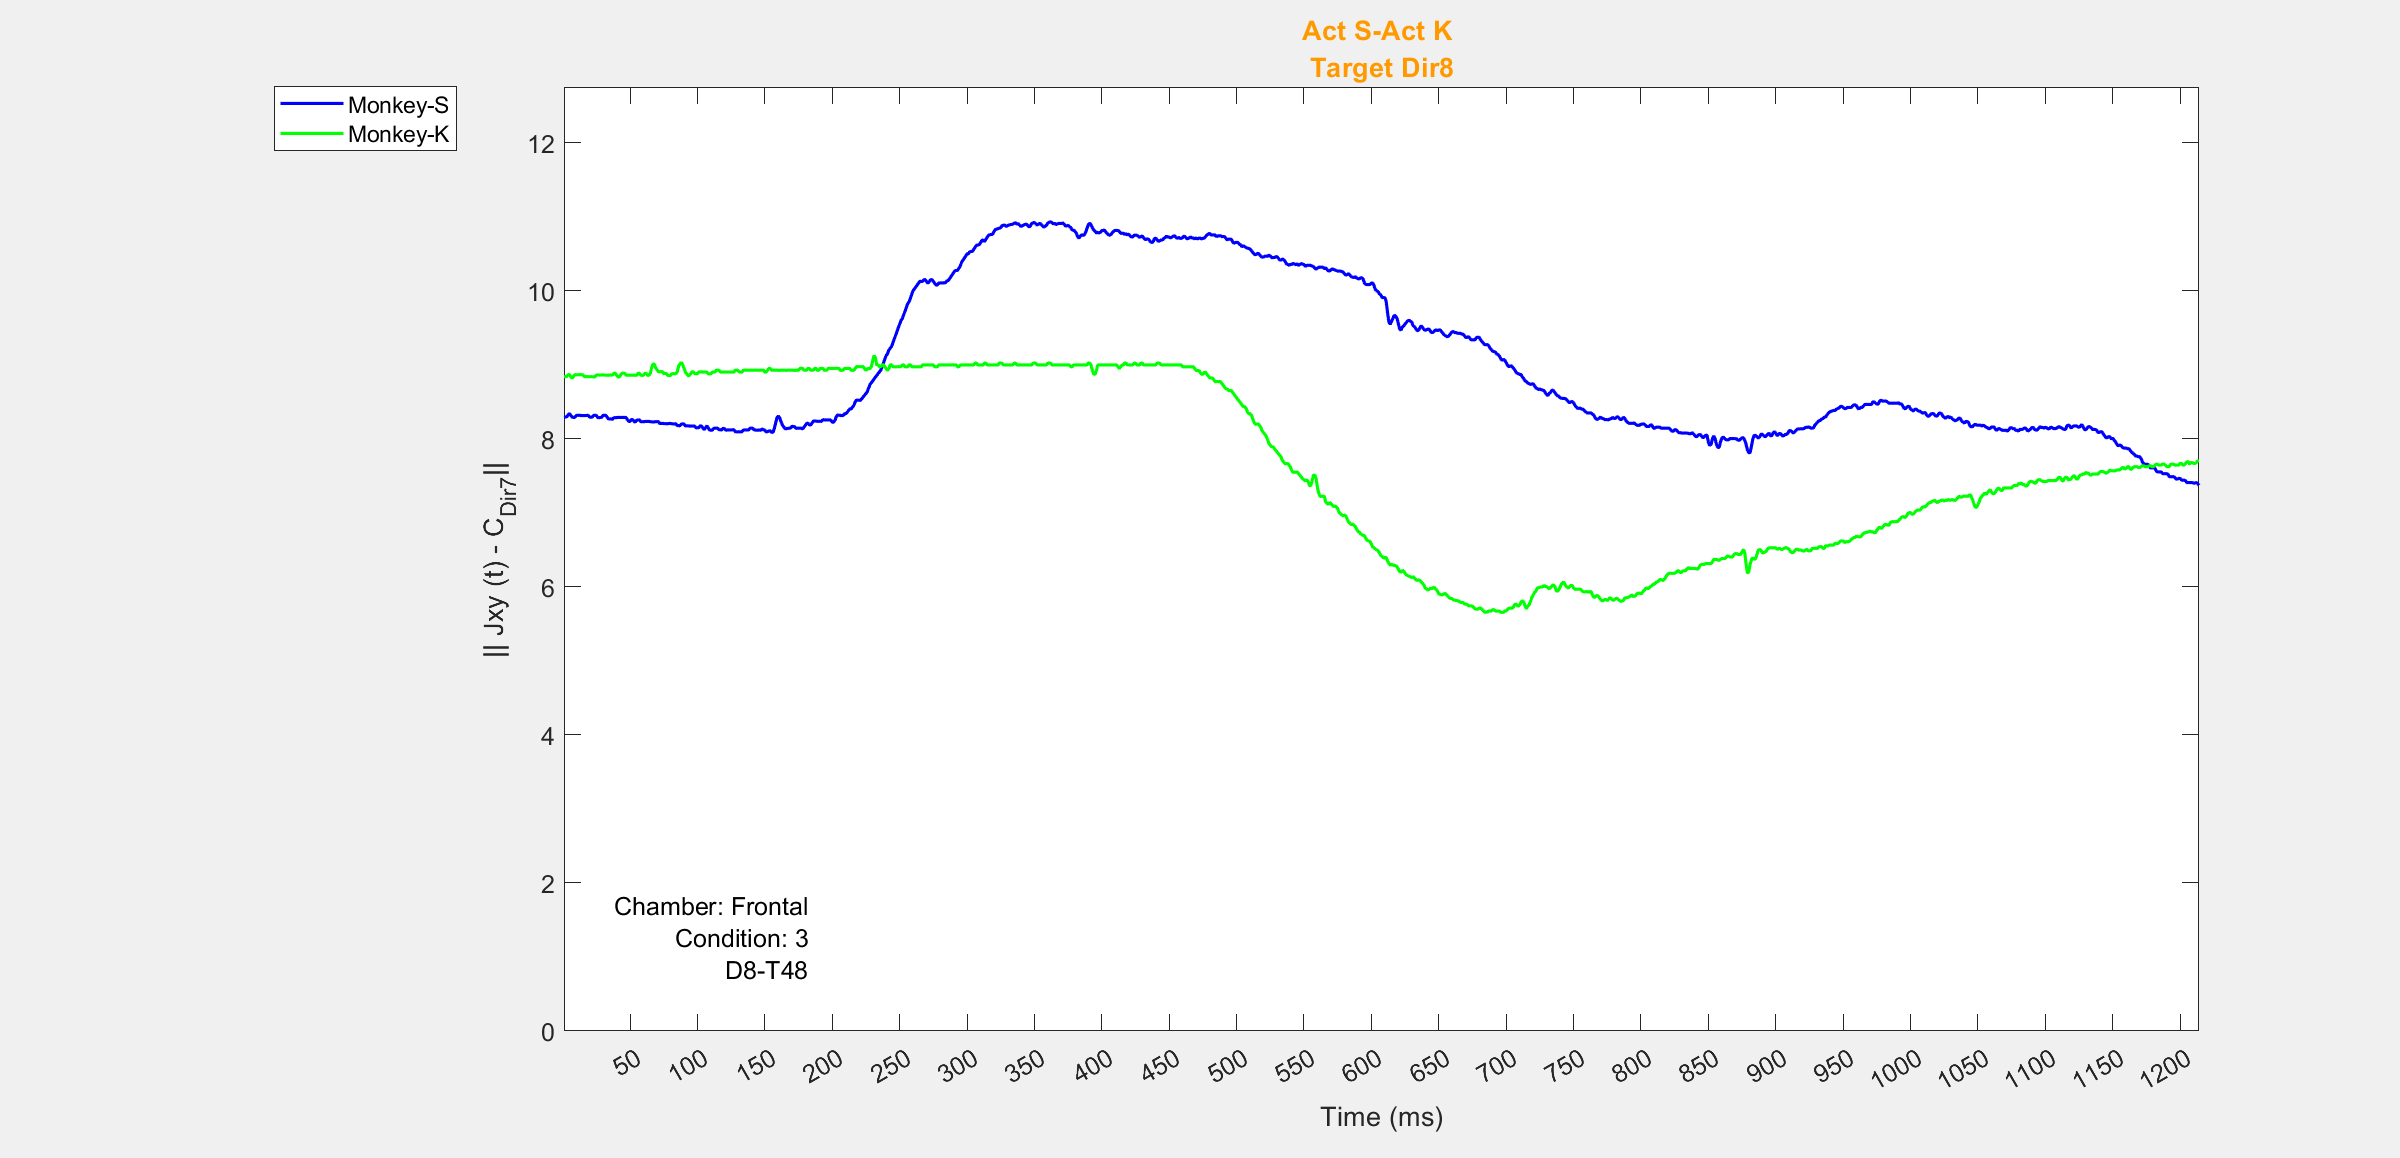 Act S-Act K
Target Dir8
Monkey-S
Monkey-K
12
10
8
6
4
2
0
|| Jxy (t) - C_Dir7 ||
Chamber: Frontal
Condition: 3
D8-T48
50 100 150 200 250 300 350 400 450 500 550 600 650 700 750 800 850 900 950 1000 1050 1100 1150 1200
Time (ms)